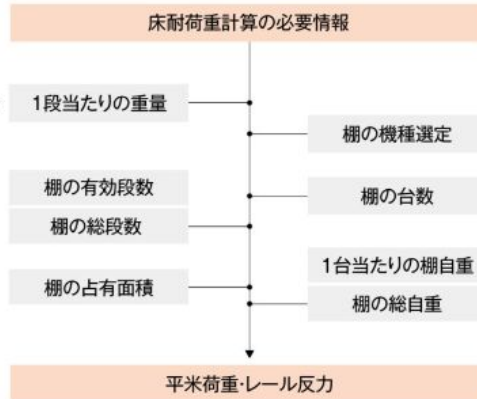 床耐荷重計算の必要情報
1段当たりの重量
棚の機種選定
棚の有効段数
棚の台数
棚の総段数
1台当たりの棚自重
棚の占有面積
棚の総自重
平米荷重・レール反力